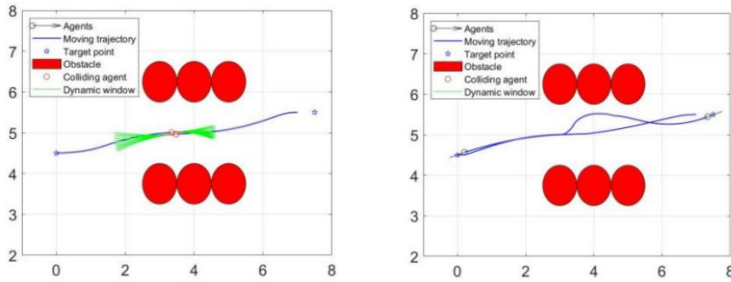 8
7
6
5
4
3
2
0
2
4
6
8
Agents
Moving trajectory
Target point
Obstacle
Colliding agent
Dynamic window
8
7
6
5
4
3
2
0
2
4
6
8
Agents
Moving trajectory
Target point
Obstacle
Colliding agent
Dynamic window